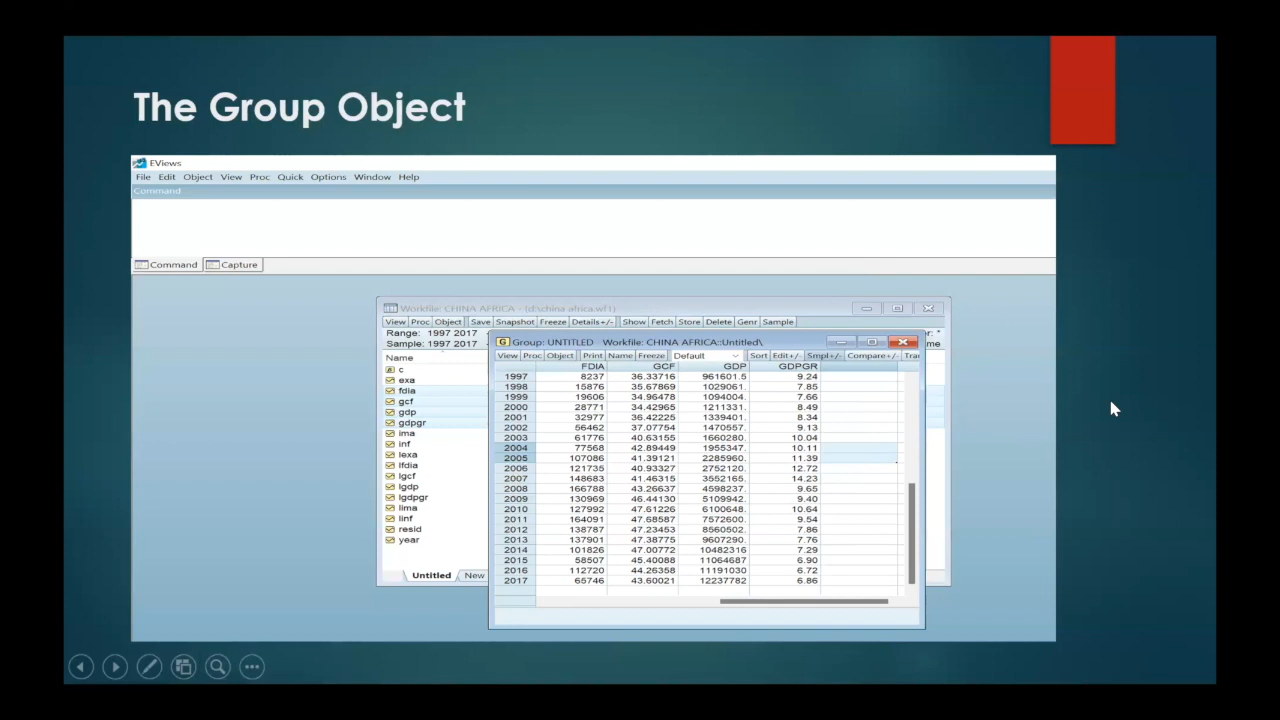 The Group Object
EViews
File Edit Object View Proc Quick Options Window Help
Command
Command Capture
Workfile: CHINA AFRICA - (d:\china africa.wf1)
View Proc Object Save Snapshot Freeze Details+/- Show Fetch Store Delete Genr Sample
Range: 1997 2017
Sample: 1997 2017
Name
c
exa
fdia
gcf
gdp
gdpgr
ima
inf
lexa
lfdia
lgcf
lgdp
lgdpgr
lima
linf
resid
year
Untitled New
Group: UNTITLED Workfile: CHINA AFRICA::Untitled\
View Proc Object Print Name Freeze Default Sort Edit+/- Smpl+/- Compare+/- Tra
FDIA GCF GDP GDPGR
1997 8237 36.33716 961601.5 9.24
1998 15876 35.67869 1029061. 7.85
1999 19606 34.96478 1094004. 7.66
2000 28771 34.42965 1211331. 8.49
2001 32977 36.42225 1339401. 8.34
2002 56462 37.07754 1470557. 9.13
2003 61776 40.63155 1660280. 10.04
2004 77568 42.89449 1955347. 10.11
2005 107086 41.39121 2285960. 11.39
2006 121735 40.93327 2752120. 12.72
2007 148683 41.46315 3552165. 14.23
2008 166788 43.26637 4598237. 9.65
2009 130969 46.44130 5109942. 9.40
2010 127992 47.61226 6100648. 10.64
2011 164091 47.68587 7572600. 9.54
2012 138787 47.23453 8560502. 7.86
2013 137901 47.38775 9607290. 7.76
2014 101826 47.00772 10482316 7.29
2015 58507 45.40088 11064687 6.90
2016 112720 44.26358 11191030 6.72
2017 65746 43.60021 12237782 6.86